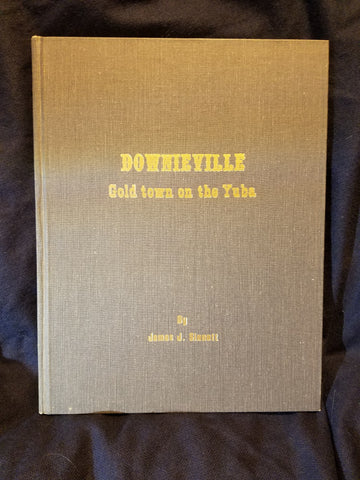 DOWNIEVILLE
Gold town on the Yuba
By
James J. Sinnott